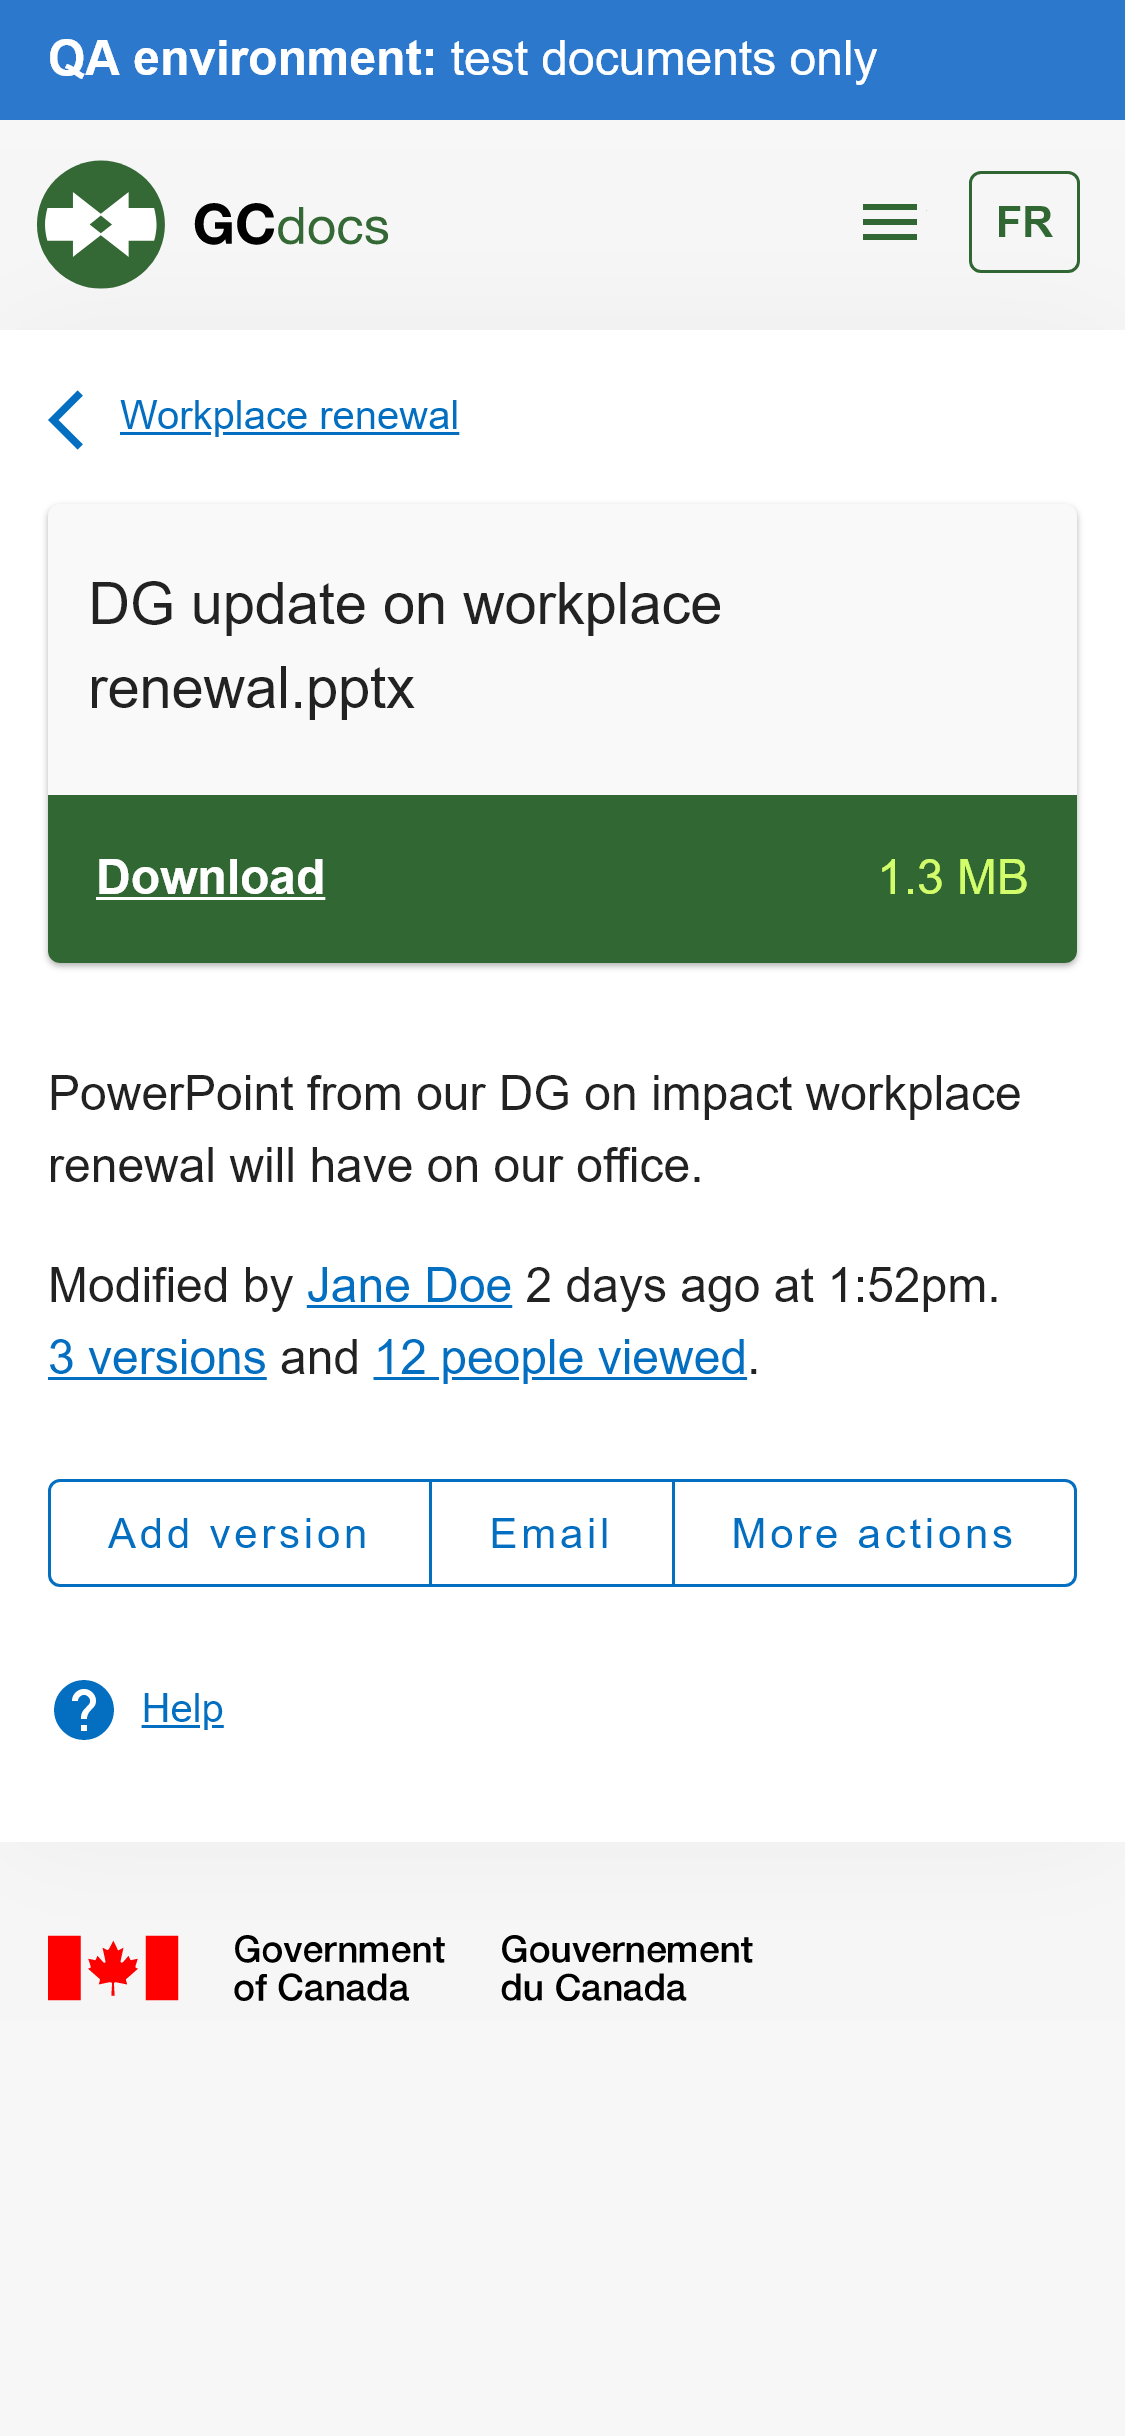 QA environment: test documents only
GCdocs
FR
Workplace renewal
DG update on workplace
renewal.pptx
Download 1.3 MB
PowerPoint from our DG on impact workplace
renewal will have on our office.
Modified by Jane Doe 2 days ago at 1:52pm.
3 versions and 12 people viewed.
Add version Email More actions
? Help
Government Gouvernement
of Canada du Canada